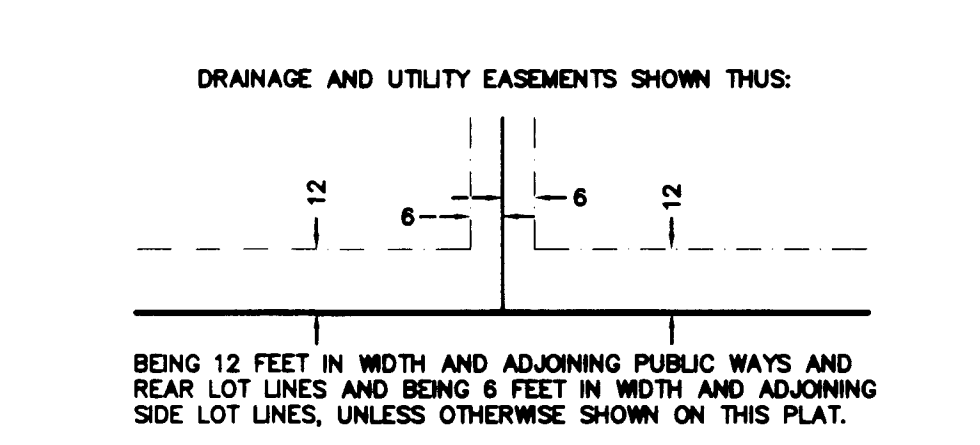 DRAINAGE AND UTILITY EASEMENTS SHOWN THUS:
12
6
6
12
BEING 12 FEET IN WIDTH AND ADJOINING PUBLIC WAYS AND
REAR LOT LINES AND BEING 6 FEET IN WIDTH AND ADJOINING
SIDE LOT LINES, UNLESS OTHERWISE SHOWN ON THIS PLAT.